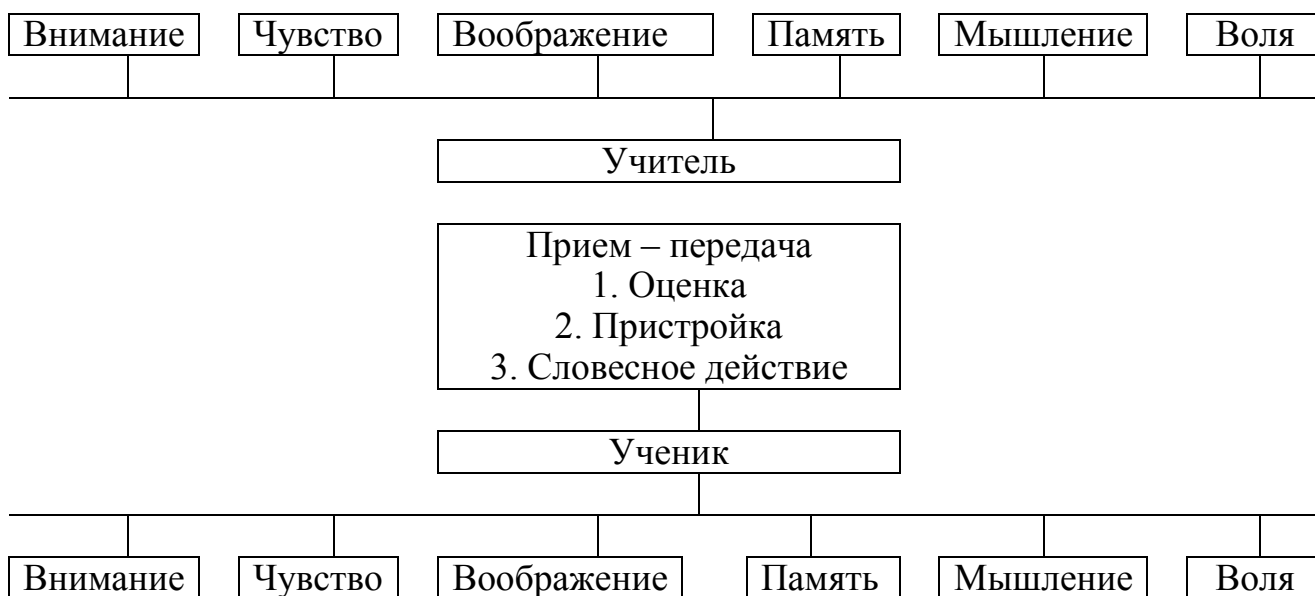 Внимание Чувство Воображение Память Мышление Воля
Учитель
Прием – передача
1. Оценка
2. Пристройка
3. Словесное действие
Ученик
Внимание Чувство Воображение Память Мышление Воля